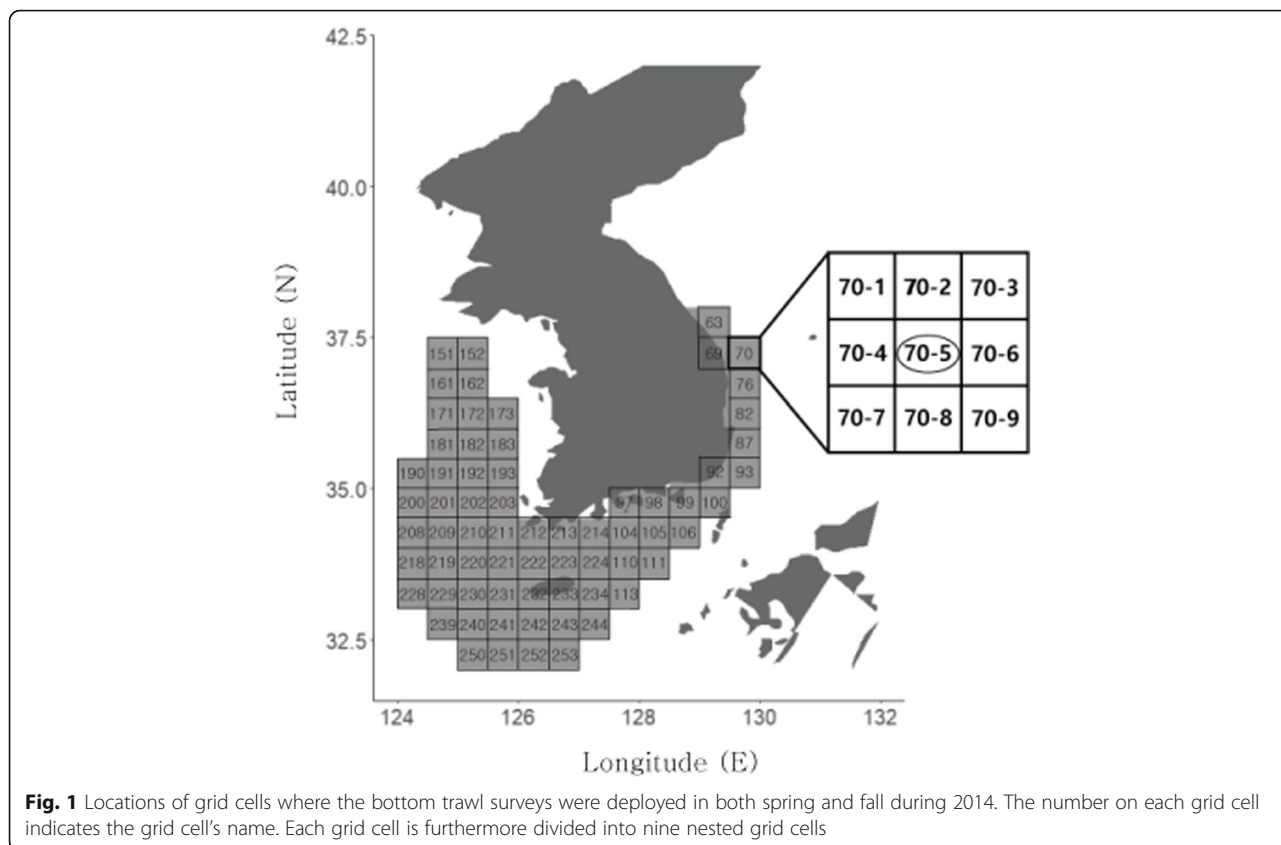 42.5
40.0
37.5
35.0
32.5
Latitude (N)
63
69 70
76
82
87
92 93
151 152
161 162
171 172 173
181 182 183
190 191 192 193
200 201 202 203 97 98 99 100
208 209 210 211 212 213 214 104 105 106
218 219 220 221 222 223 224 110 111
228 229 230 231 232 233 234 113
239 240 241 242 243 244
250 251 252 253
70-1 70-2 70-3
70-4 70-5 70-6
70-7 70-8 70-9
124 126 128 130 132
Longitude (E)
Fig. 1 Locations of grid cells where the bottom trawl surveys were deployed in both spring and fall during 2014. The number on each grid cell
indicates the grid cell's name. Each grid cell is furthermore divided into nine nested grid cells